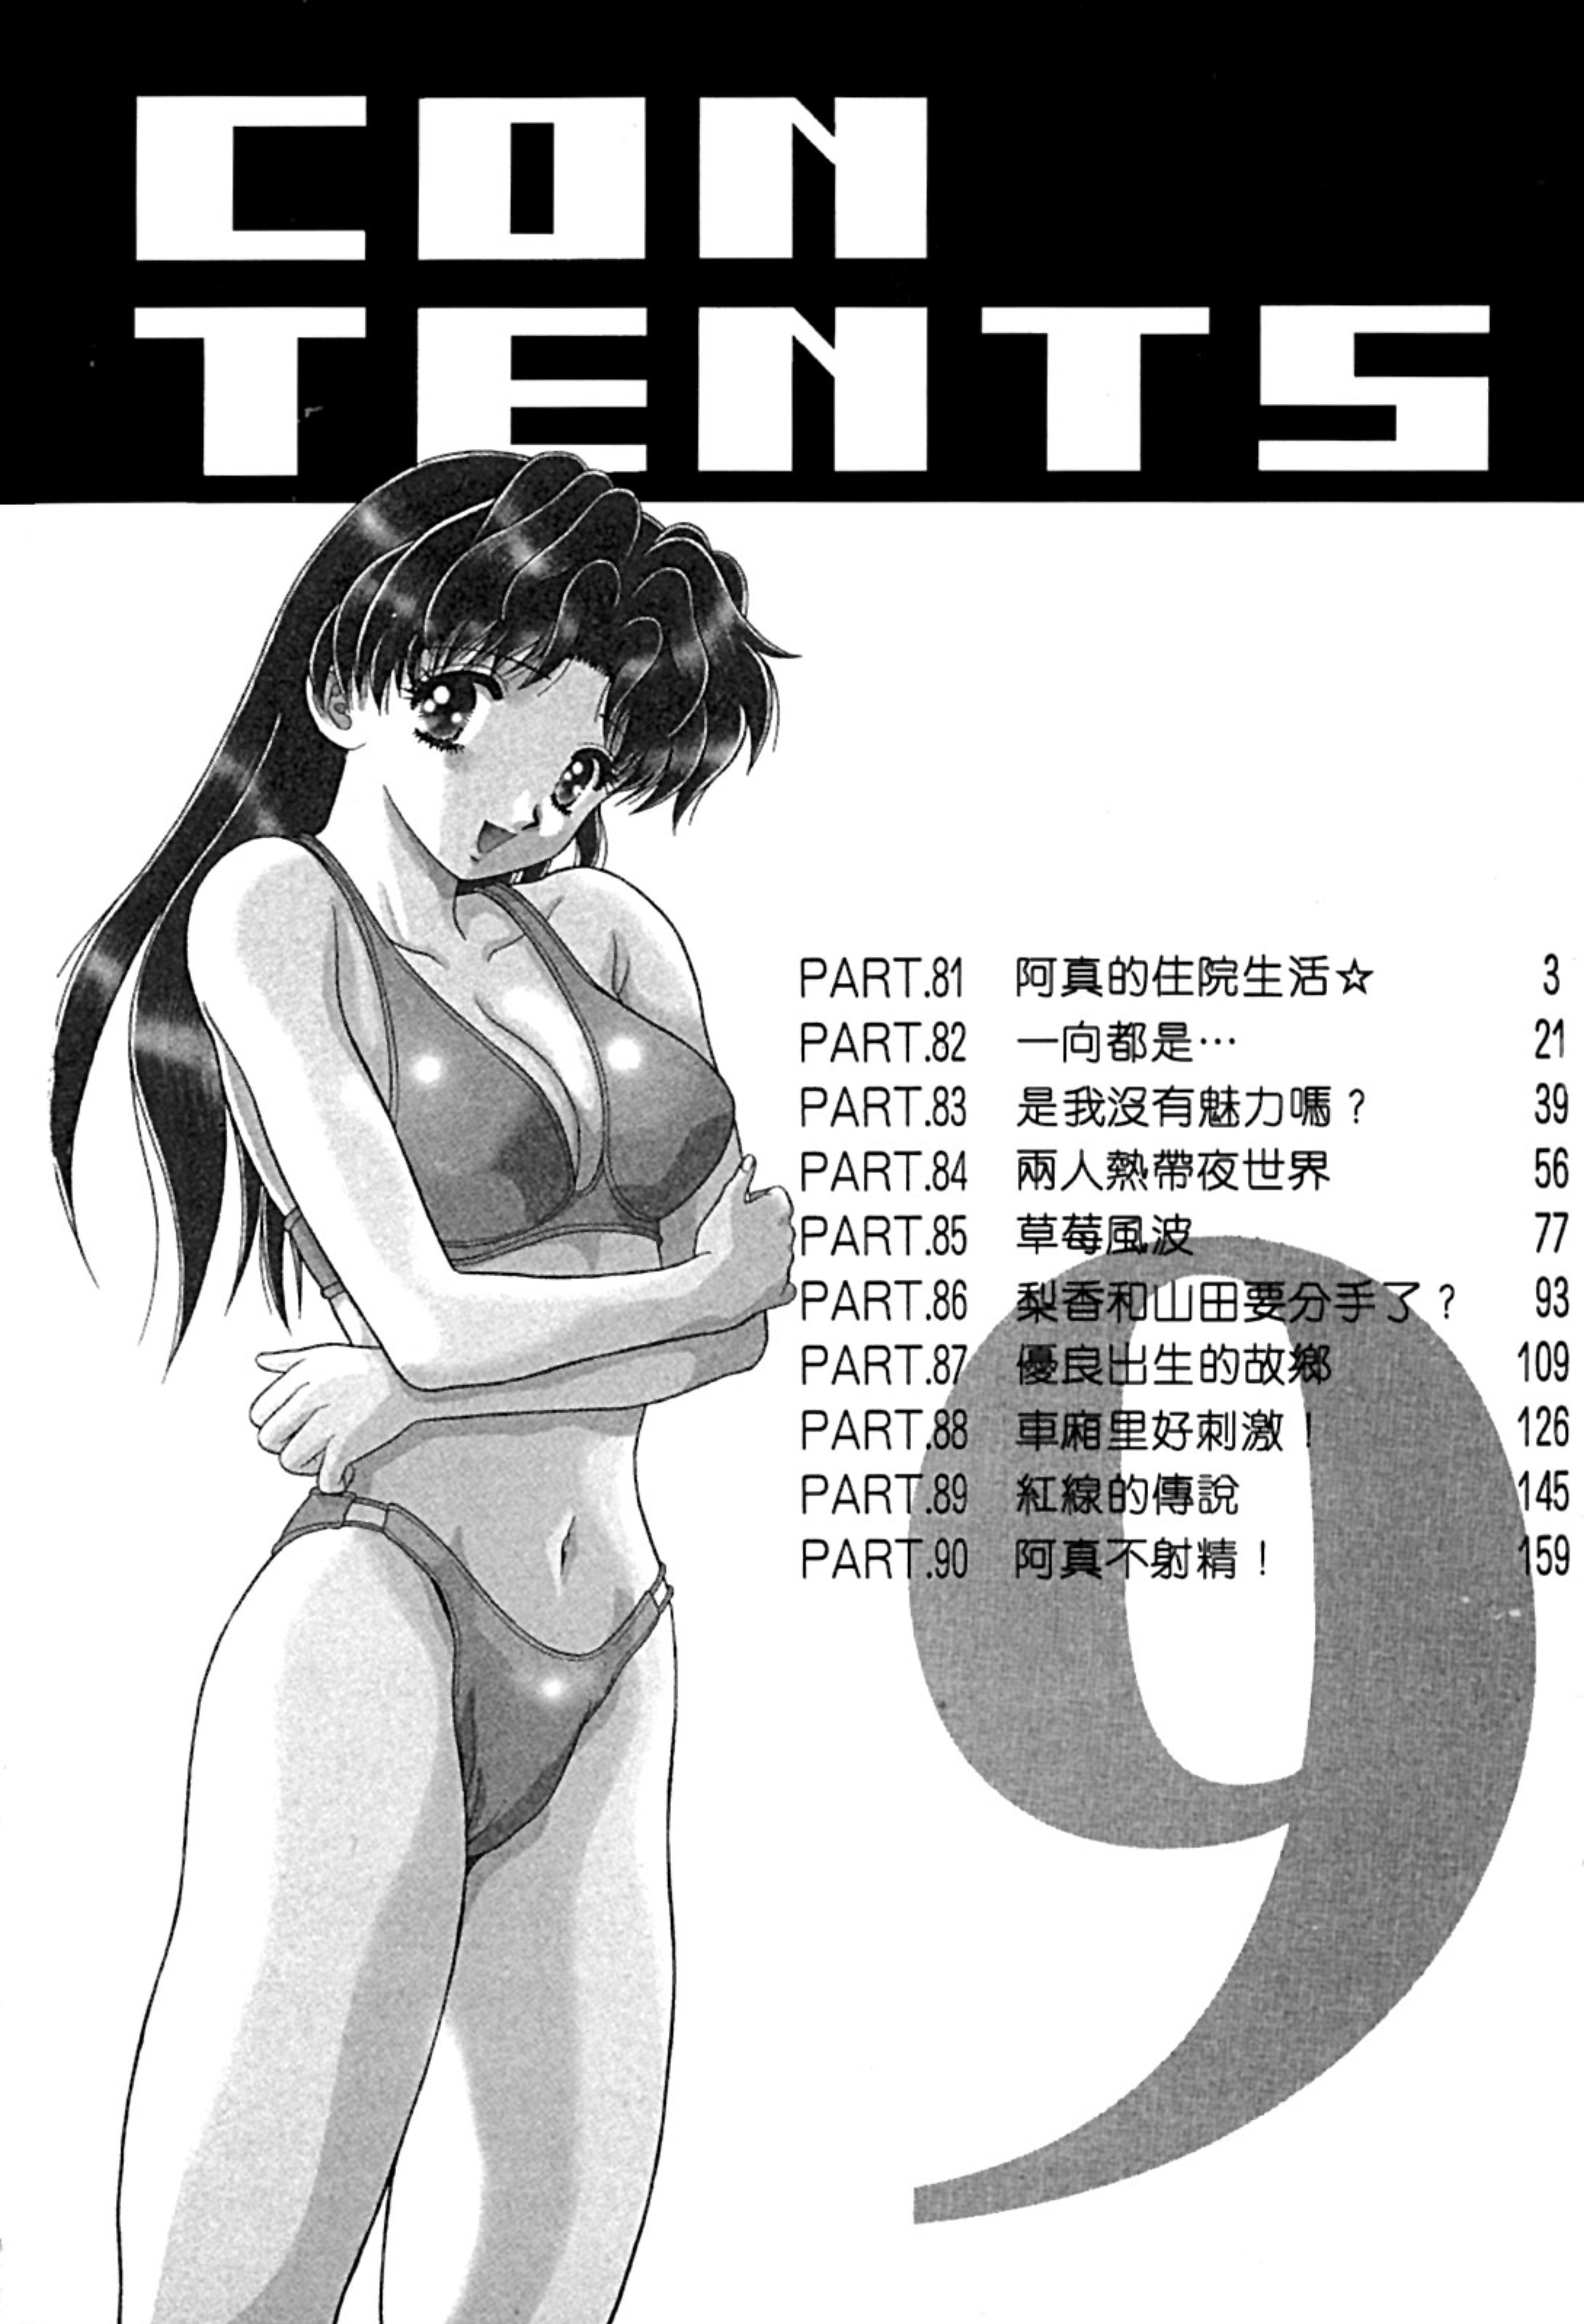 CON
TENTS
PART.81 阿真的住院生活☆ 3
PART.82 一向都是… 21
PART.83 是我沒有魅力嗎？ 39
PART.84 兩人熱帶夜世界 56
PART.85 草莓風波 77
PART.86 梨香和山田要分手了？ 93
PART.87 優良出生的故鄉 109
PART.88 車廂里好刺激！ 126
PART.89 紅線的傳說 145
PART.90 阿真不射精！ 159
9